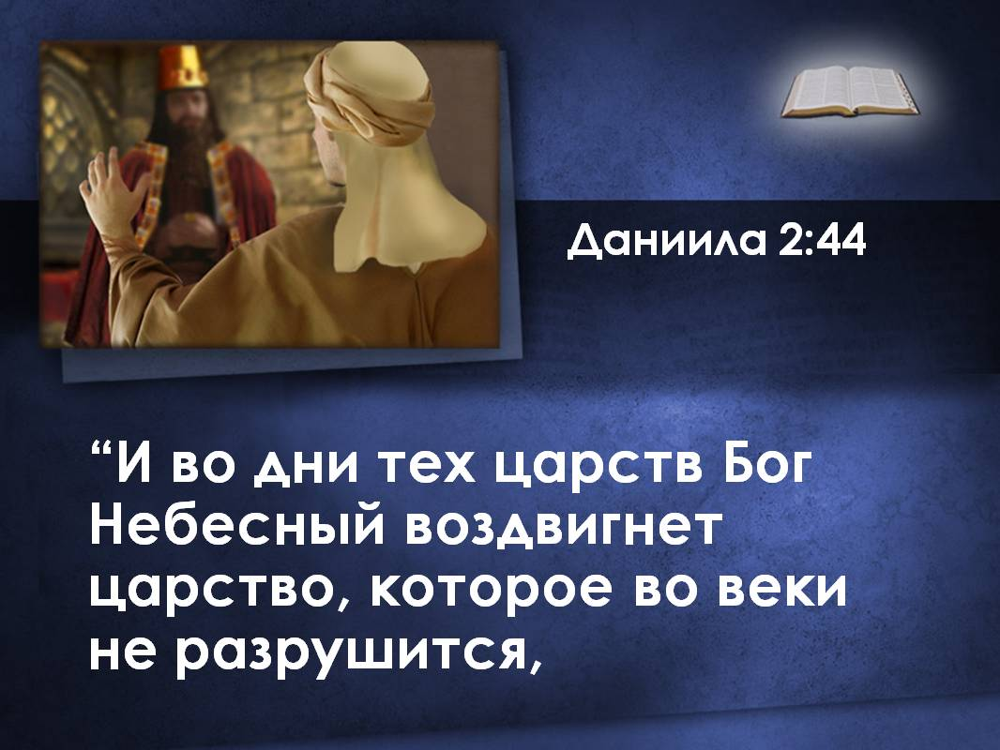 Даниила 2:44
“И во дни тех царств Бог
Небесный воздвигнет
царство, которое во веки
не разрушится,